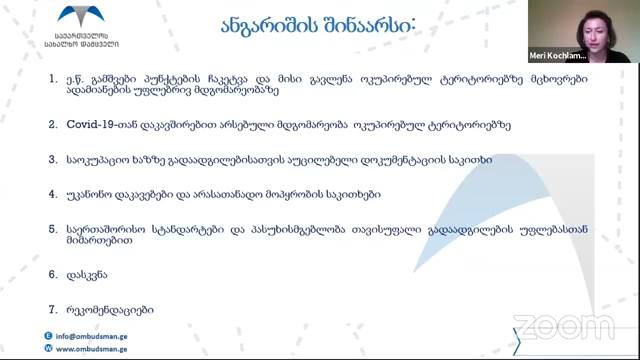 საქართველოს
სახალხო დამცველი
ანგარიშის შინაარსი:
Meri Kochlam...
1. ე.წ. გამშვები პუნქტების ჩაკეტვა და მისი გავლენა ოკუპირებულ ტერიტორიებზე მცხოვრები
ადამიანების უფლებრივ მდგომარეობაზე
2. Covid-19-თან დაკავშირებით არსებული მდგომარეობა ოკუპირებულ ტერიტორიებზე
3. საოკუპაციო ხაზზე გადაადგილებისათვის აუცილებელი დოკუმენტაციის საკითხი
4. უკანონო დაკავებები და არასათანადო მოპყრობის საკითხები
5. საერთაშორისო სტანდარტები და პასუხისმგებლობა თავისუფალი გადაადგილების უფლებასთან
მიმართებით
6. დასკვნა
7. რეკომენდაციები
E info@ombudsman.ge
W www.ombudsman.ge
zoom